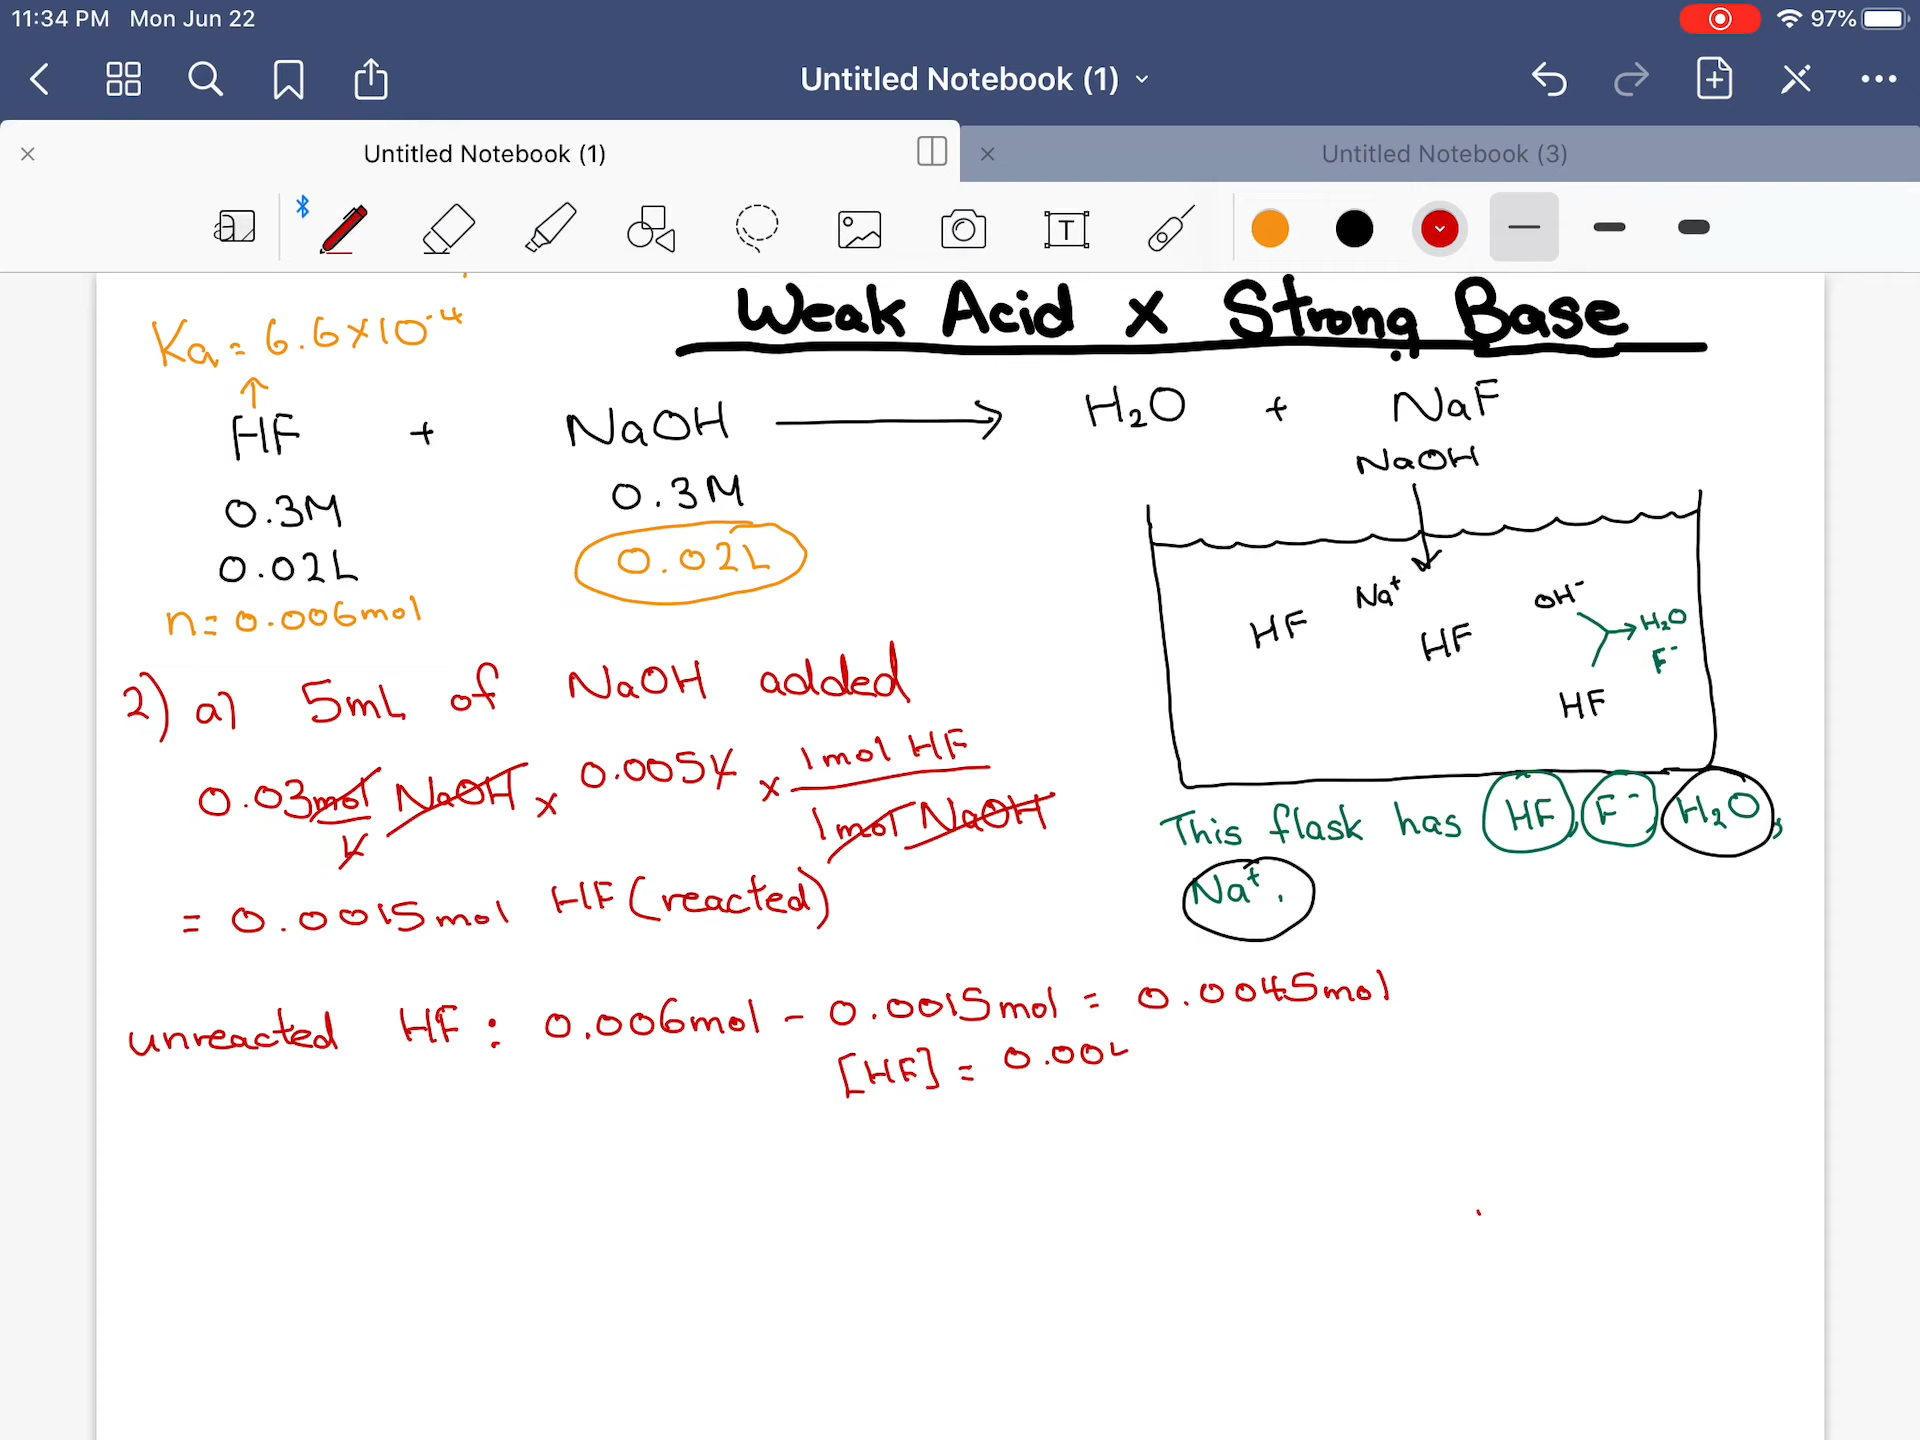 11:34 PM Mon Jun 22 97%
Untitled Notebook (1)
Untitled Notebook (1) Untitled Notebook (3)
Weak Acid x Strong Base
Ka = 6.6x10-4
HF + NaOH → H2O + NaF
0.3M 0.3M
0.02L 0.02L
n = 0.006mol
NaOH
Na+ OH-
HF HF H2O
F-
HF
2) a) 5mL of NaOH added
0.03 mol/L NaOH x 0.005L x 1mol HF / 1mol NaOH
= 0.0015mol HF (reacted)
This flask has HF, F- H2O,
Na+.
unreacted HF : 0.006mol - 0.0015mol = 0.0045mol
[HF] = 0.00